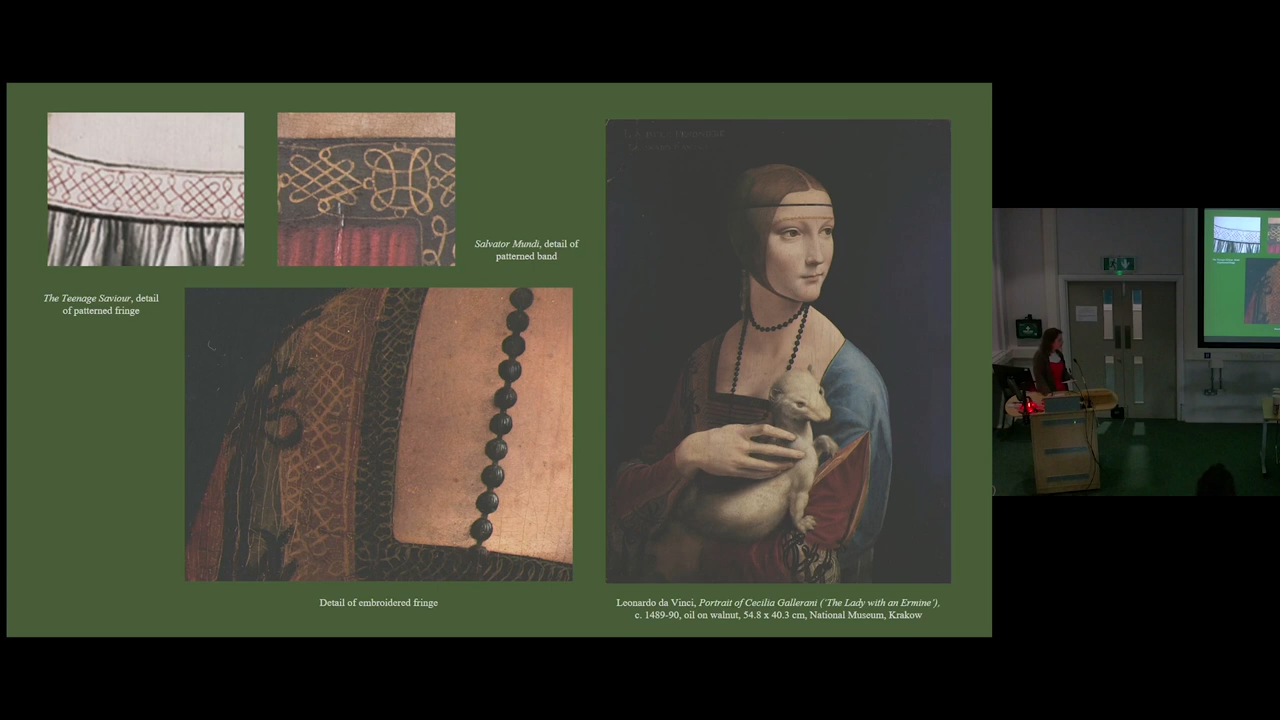 Salvator Mundi, detail of
patterned band
The Teenage Saviour, detail
of patterned fringe
Detail of embroidered fringe
Leonardo da Vinci, Portrait of Cecilia Gallerani ('The Lady with an Ermine'),
c. 1489-90, oil on walnut, 54.8 x 40.3 cm, National Museum, Krakow